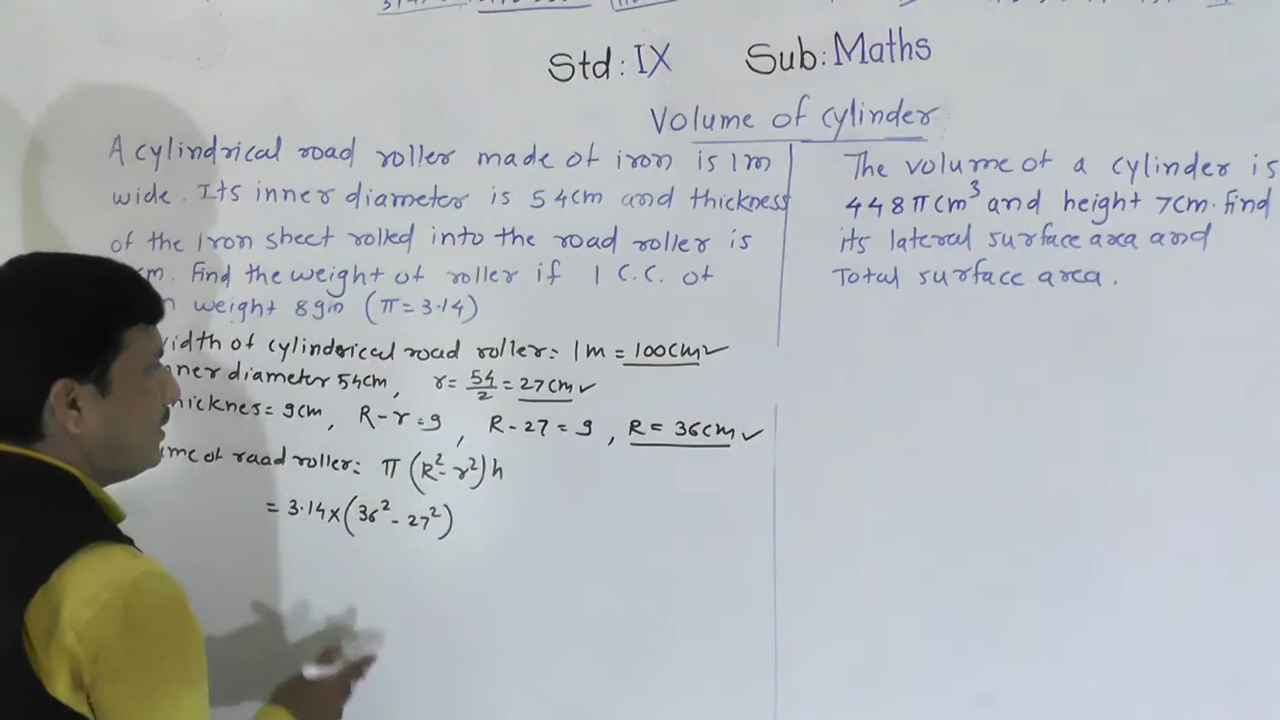 Std: IX Sub: Maths
Volume of cylinder
A cylindrical road roller made of iron is 1m
wide. Its inner diameter is 54cm and thickness
of the Iron sheet rolled into the road roller is
cm. Find the weight of roller if 1 C.C. of
weight 8gm (π=3.14)
width of cylinderical road roller: 1m = 100cm✓
nner diameter 54cm, r= 54/2 = 27cm✓
hicknes= 9cm, R-r=9, R-27=9, R= 36cm✓
me of road roller: π(R²-r²)h
= 3.14×(36²-27²)
The volume of a cylinder is
448πcm³ and height 7cm. find
its lateral surface area and
Total surface area.